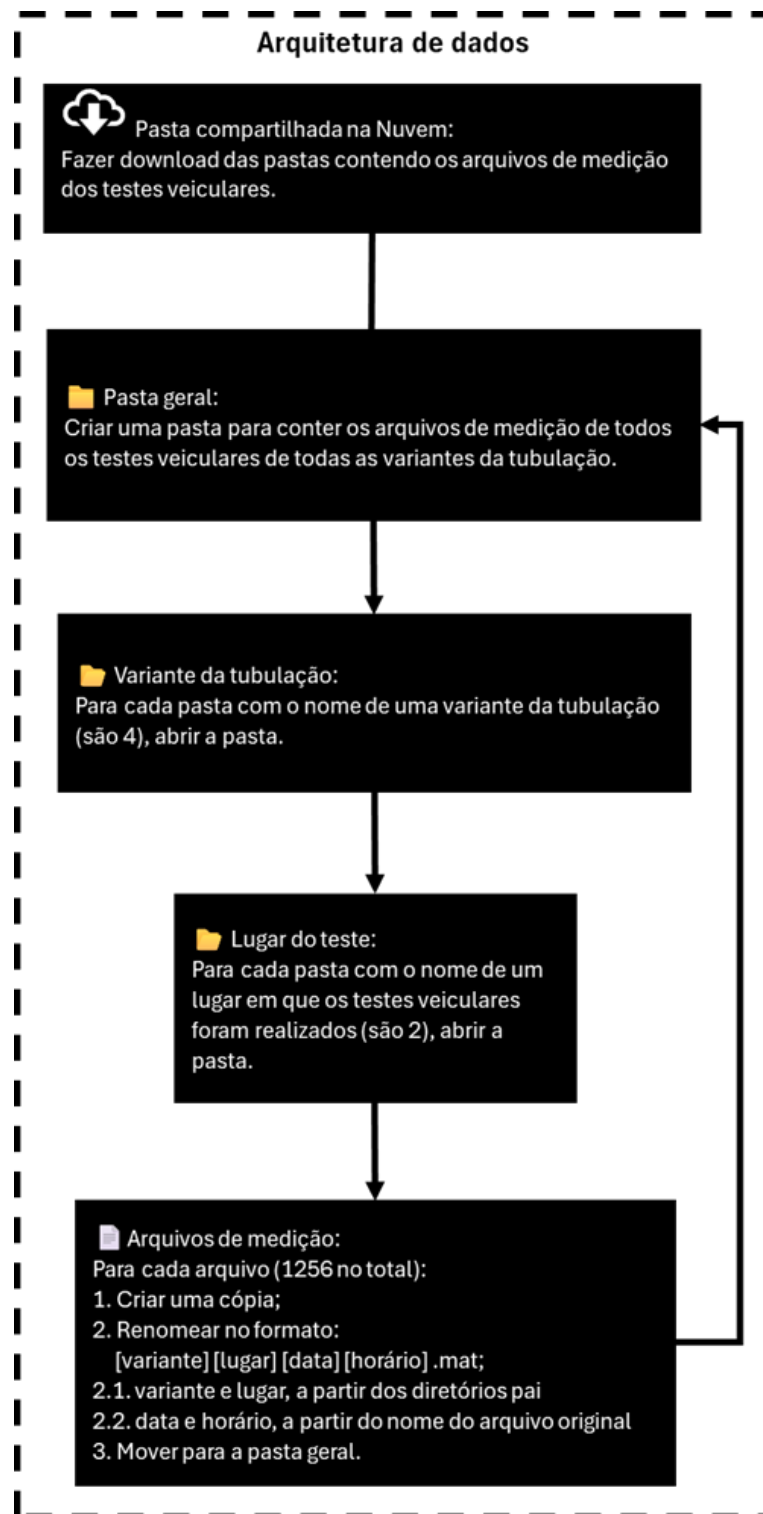 Arquitetura de dados
Pasta compartilhada na Nuvem:
Fazer download das pastas contendo os arquivos de medição
dos testes veiculares.
Pasta geral:
Criar uma pasta para conter os arquivos de medição de todos
os testes veiculares de todas as variantes da tubulação.
Variante da tubulação:
Para cada pasta com o nome de uma variante da tubulação
(são 4), abrir a pasta.
Lugar do teste:
Para cada pasta com o nome de um
lugar em que os testes veiculares
foram realizados (são 2), abrir a
pasta.
Arquivos de medição:
Para cada arquivo (1256 no total):
1. Criar uma cópia;
2. Renomear no formato:
[variante] [lugar] [data] [horário] .mat;
2.1. variante e lugar, a partir dos diretórios pai
2.2. data e horário, a partir do nome do arquivo original
3. Mover para a pasta geral.